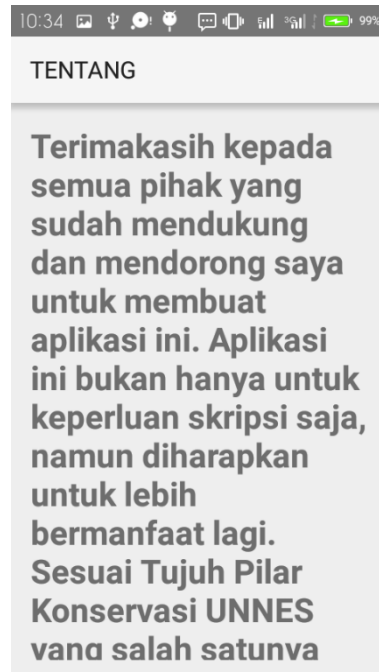 10:34 3G 99%
TENTANG
Terimakasih kepada
semua pihak yang
sudah mendukung
dan mendorong saya
untuk membuat
aplikasi ini. Aplikasi
ini bukan hanya untuk
keperluan skripsi saja,
namun diharapkan
untuk lebih
bermanfaat lagi.
Sesuai Tujuh Pilar
Konservasi UNNES
yang salah satunya